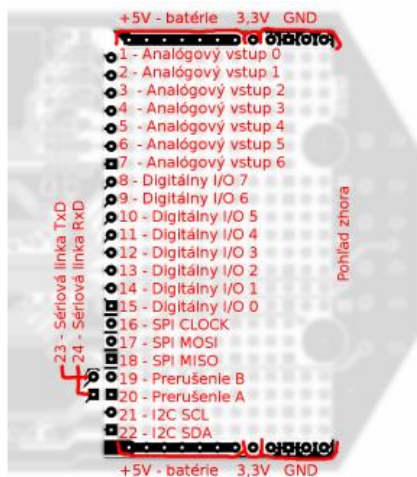 +5V - batérie 3,3V GND
1 - Analógový vstup 0
2 - Analógový vstup 1
3 - Analógový vstup 2
4 - Analógový vstup 3
5 - Analógový vstup 4
6 - Analógový vstup 5
7 - Analógový vstup 6
8 - Digitálny I/O 7
9 - Digitálny I/O 6
10 - Digitálny I/O 5
11 - Digitálny I/O 4
12 - Digitálny I/O 3
13 - Digitálny I/O 2
14 - Digitálny I/O 1
15 - Digitálny I/O 0
16 - SPI CLOCK
17 - SPI MOSI
18 - SPI MISO
19 - Prerušenie B
20 - Prerušenie A
21 - I2C SCL
22 - I2C SDA
23 - Sériová linka TxD
24 - Sériová linka RxD
Pohľad zhora
+5V - batérie 3,3V GND